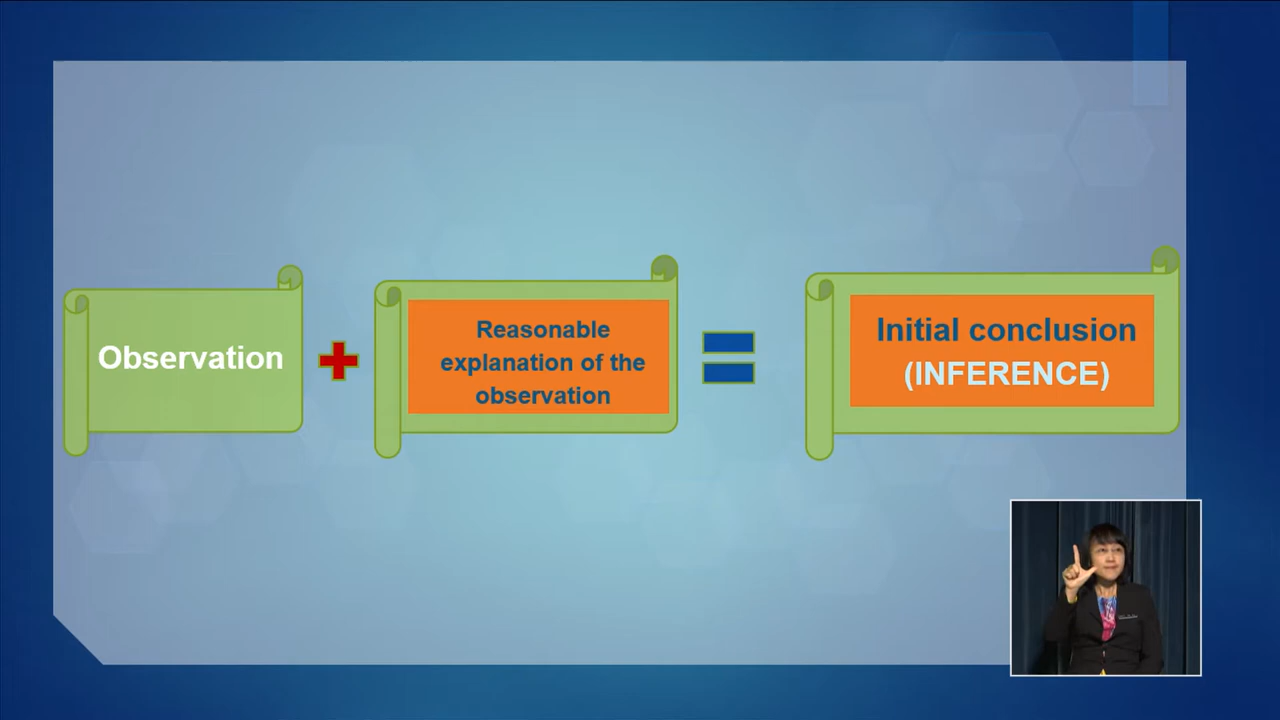 Observation
Reasonable
explanation of the
observation
Initial conclusion
(INFERENCE)